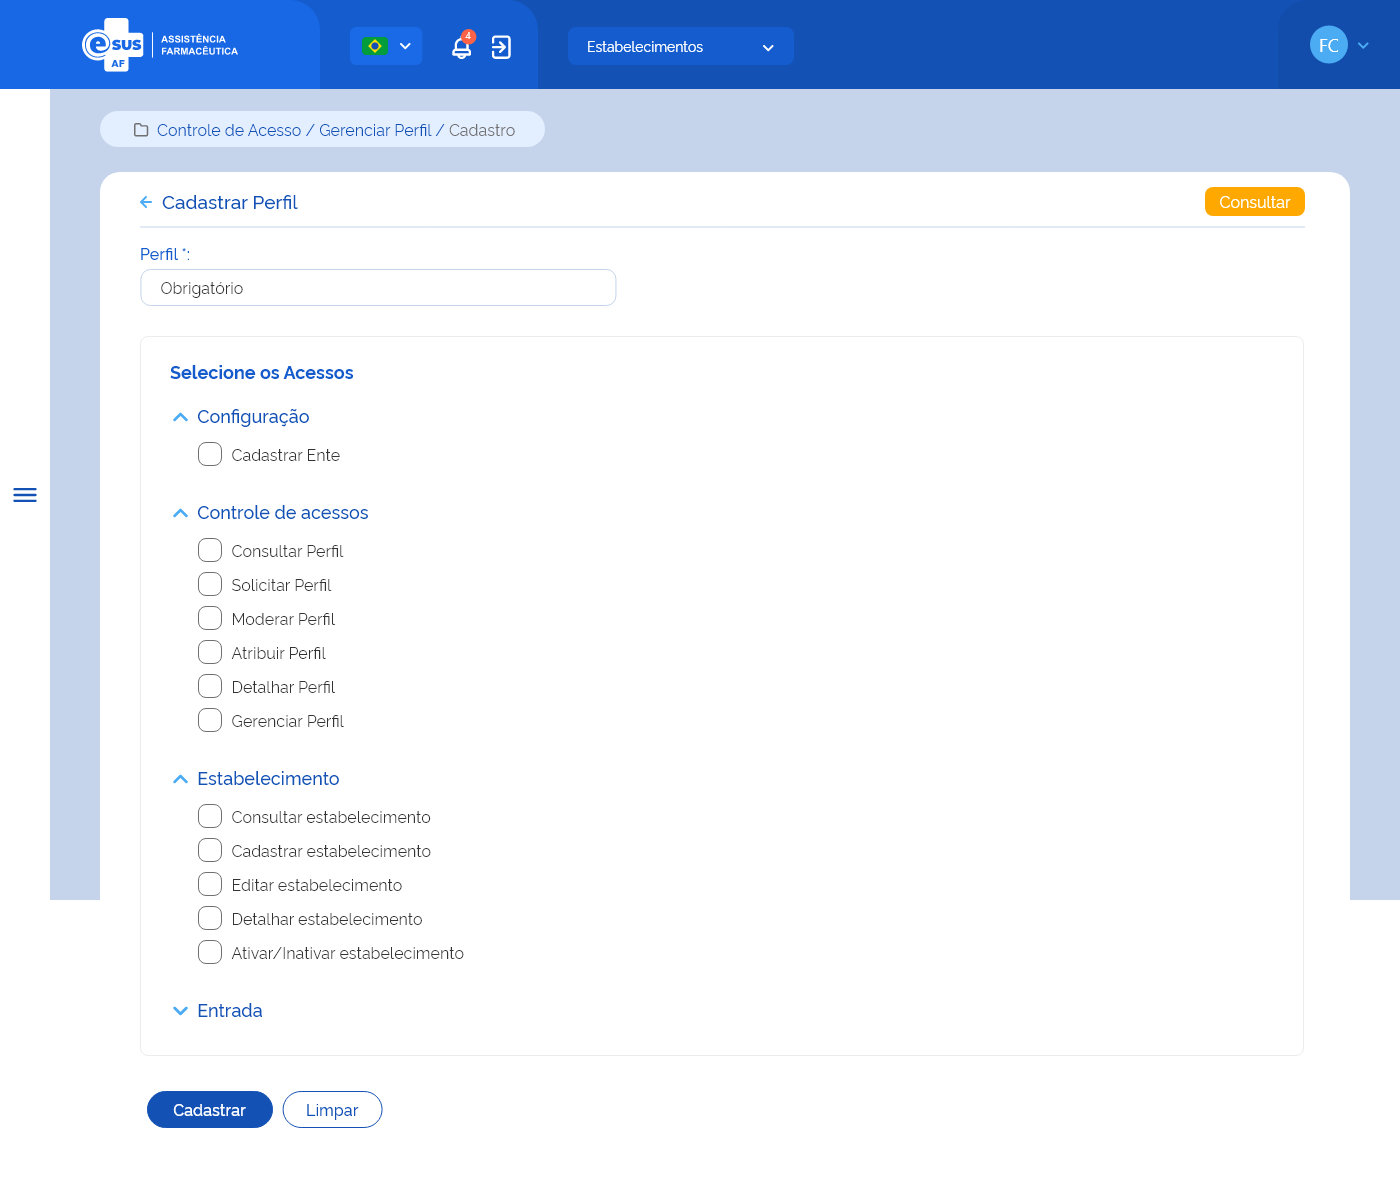 e sus AF
ASSISTÊNCIA
FARMACÊUTICA
4
Estabelecimentos
FC
Controle de Acesso / Gerenciar Perfil / Cadastro
Cadastrar Perfil
Consultar
Perfil *:
Obrigatório
Selecione os Acessos
Configuração
Cadastrar Ente
Controle de acessos
Consultar Perfil
Solicitar Perfil
Moderar Perfil
Atribuir Perfil
Detalhar Perfil
Gerenciar Perfil
Estabelecimento
Consultar estabelecimento
Cadastrar estabelecimento
Editar estabelecimento
Detalhar estabelecimento
Ativar/Inativar estabelecimento
Entrada
Cadastrar
Limpar